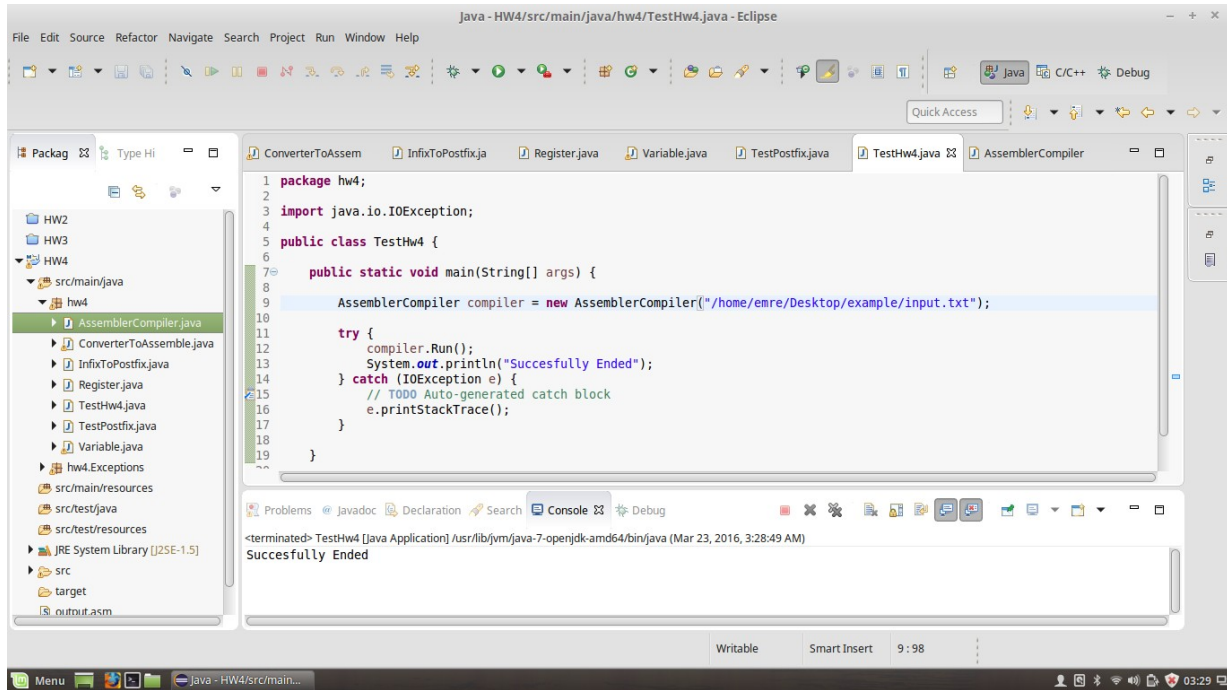 Java - HW4/src/main/java/hw4/TestHw4.java - Eclipse
File Edit Source Refactor Navigate Search Project Run Window Help
Java C/C++ Debug
Quick Access
Packag Type Hi
ConverterToAssem InfixToPostfix.ja Register.java Variable.java TestPostfix.java TestHw4.java AssemblerCompiler
HW2
HW3
HW4
src/main/java
hw4
AssemblerCompiler.java
ConverterToAssemble.java
InfixToPostfix.java
Register.java
TestHw4.java
TestPostfix.java
Variable.java
hw4.Exceptions
src/main/resources
src/test/java
src/test/resources
JRE System Library [J2SE-1.5]
src
target
output.asm
1 package hw4;
2
3 import java.io.IOException;
4
5 public class TestHw4 {
6
7 public static void main(String[] args) {
8
9 AssemblerCompiler compiler = new AssemblerCompiler("/home/emre/Desktop/example/input.txt");
10
11 try {
12 compiler.Run();
13 System.out.println("Succesfully Ended");
14 } catch (IOException e) {
15 // TODO Auto-generated catch block
16 e.printStackTrace();
17 }
18
19 }
Problems Javadoc Declaration Search Console Debug
<terminated> TestHw4 [Java Application] /usr/lib/jvm/java-7-openjdk-amd64/bin/java (Mar 23, 2016, 3:28:49 AM)
Succesfully Ended
Writable Smart Insert 9 : 98
Menu Java - HW4/src/main... 03:29